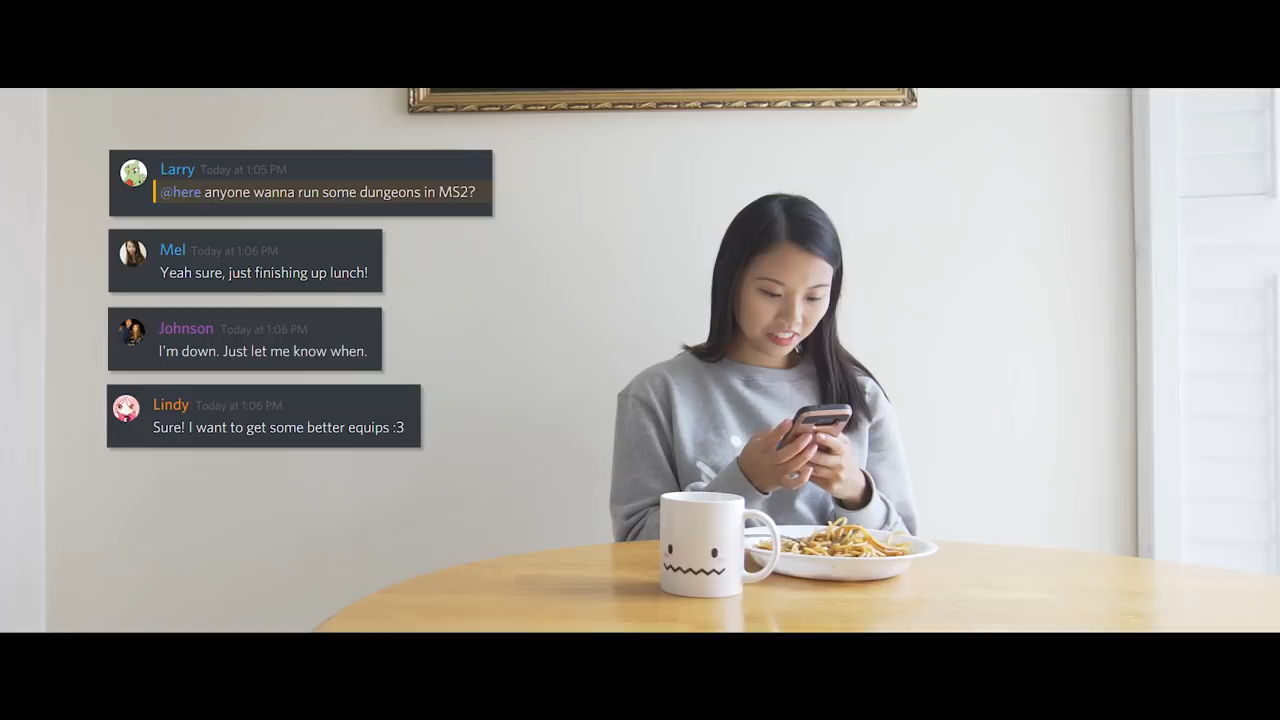 Larry Today at 1:05 PM
@here anyone wanna run some dungeons in MS2?
Mel Today at 1:06 PM
Yeah sure, just finishing up lunch!
Johnson Today at 1:06 PM
I'm down. Just let me know when.
Lindy Today at 1:06 PM
Sure! I want to get some better equips :3